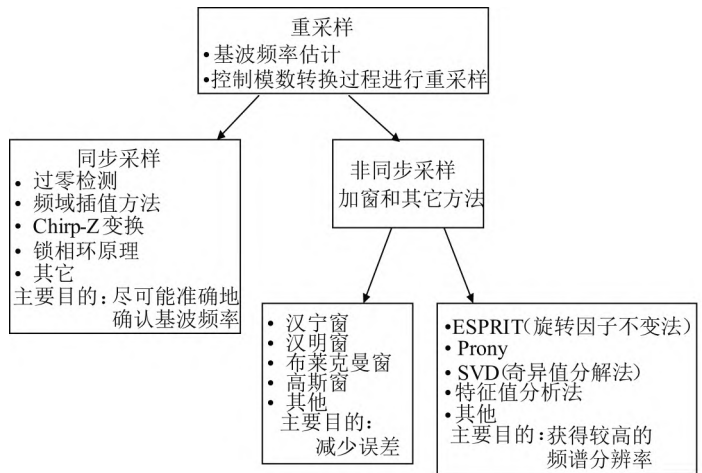 重采样
•基波频率估计
•控制模数转换过程进行重采样
同步采样
• 过零检测
• 频域插值方法
• Chirp-Z变换
• 锁相环原理
• 其它
主要目的:尽可能准确地
确认基波频率
非同步采样
加窗和其它方法
• 汉宁窗
• 汉明窗
• 布莱克曼窗
• 高斯窗
• 其他
主要目的:
减少误差
•ESPRIT(旋转因子不变法)
• Prony
• SVD(奇异值分解法)
•特征值分析法
•其他
主要目的:获得较高的
频谱分辨率